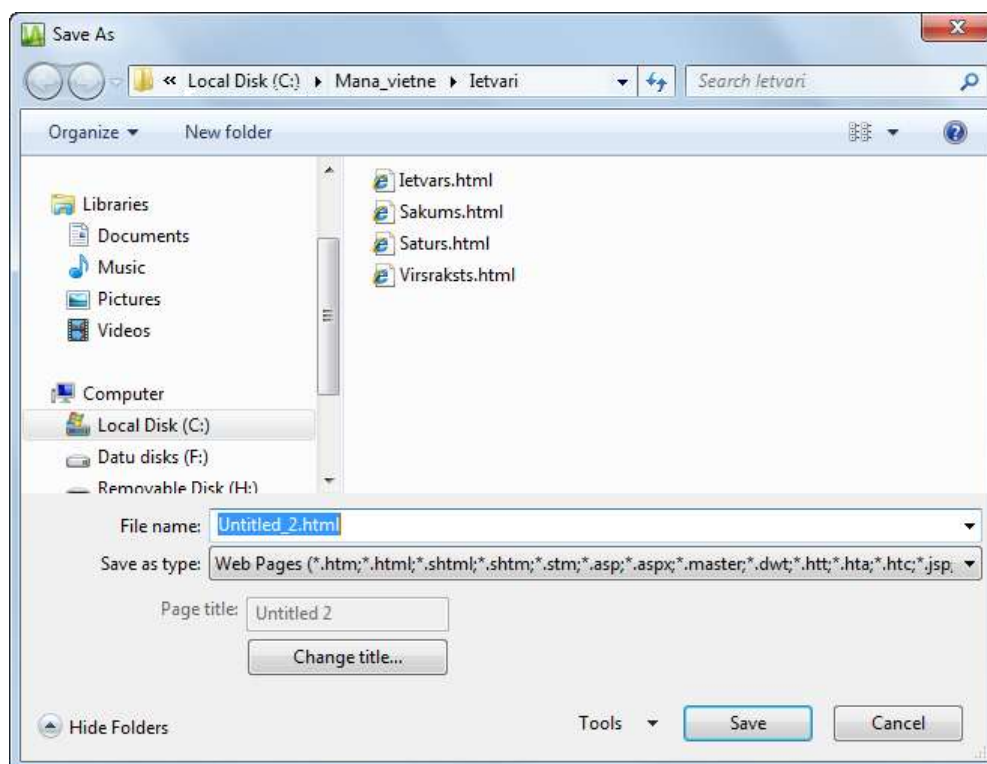 Save As
« Local Disk (C:) Mana_vietne Ietvari Search Ietvari
Organize New folder
Ietvars.html
Libraries
Sakums.html
Documents
Saturs.html
Music
Virsraksts.html
Pictures
Videos
Computer
Local Disk (C:)
Datu disks (F:)
Removable Disk (H:)
File name: Untitled_2.html
Save as type: Web Pages (*.htm;*.html;*.shtml;*.shtm;*.stm;*.asp;*.aspx;*.master;*.dwt;*.htt;*.hta;*.htc;*.jsp;
Page title: Untitled 2
Change title...
Hide Folders Tools Save Cancel